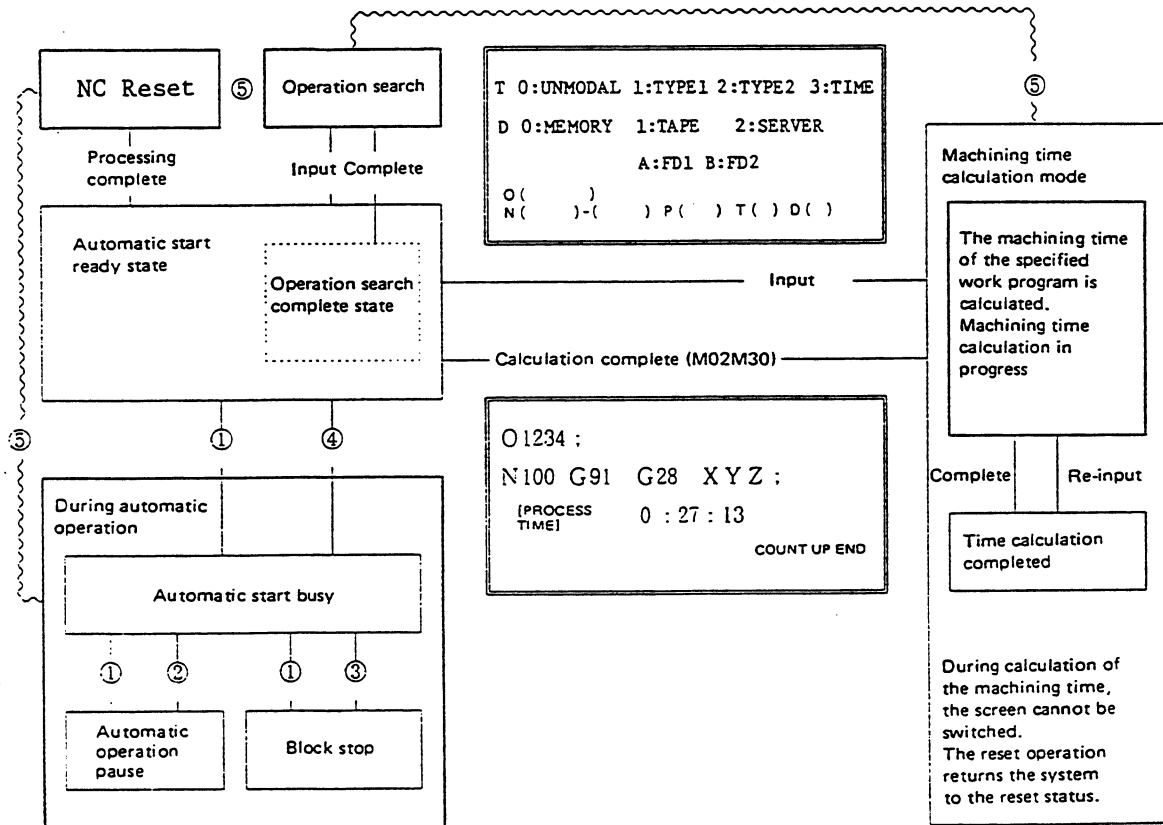 NC Reset
⑤
Operation search
Processing
complete
Input Complete
T 0:UNMODAL 1:TYPE1 2:TYPE2 3:TIME
D 0:MEMORY 1:TAPE 2:SERVER
A:FD1 B:FD2
O( )
N( )-( ) P( ) T( ) D( )
⑤
Machining time
calculation mode
The machining time
of the specified
work program is
calculated.
Machining time
calculation in
progress
Automatic start
ready state
Operation search
complete state
Input
Calculation complete (M02M30)
⑤
①
④
O1234 ;
N100 G91 G28 X Y Z ;
[PROCESS
TIME]
0 : 27 : 13
COUNT UP END
Complete
Re-input
Time calculation
completed
During automatic
operation
Automatic start busy
①
②
①
③
Automatic
operation
pause
Block stop
During calculation of
the machining time,
the screen cannot be
switched.
The reset operation
returns the system
to the reset status.